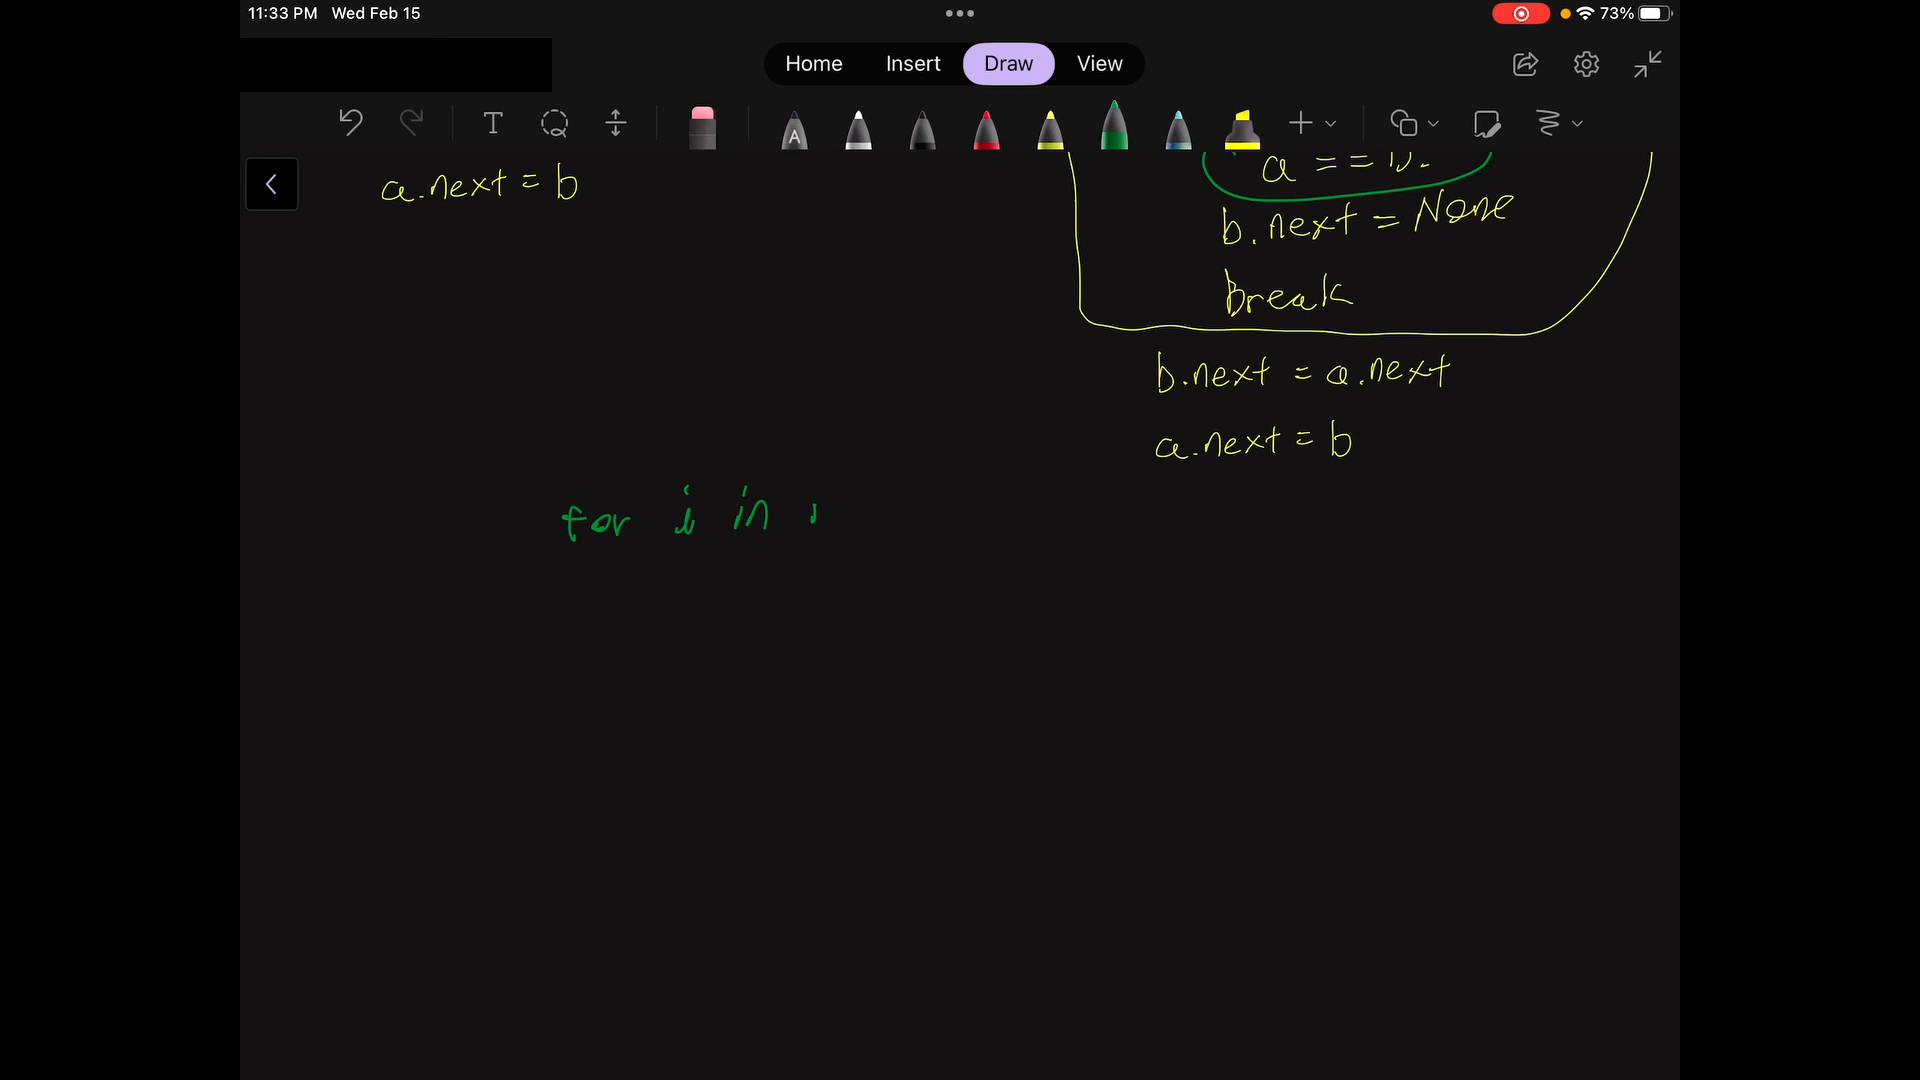 11:33 PM Wed Feb 15
73%
Home Insert Draw View
T
A
a.next = b
a ==
b.next = None
Break
b.next = a.next
a.next = b
for i in